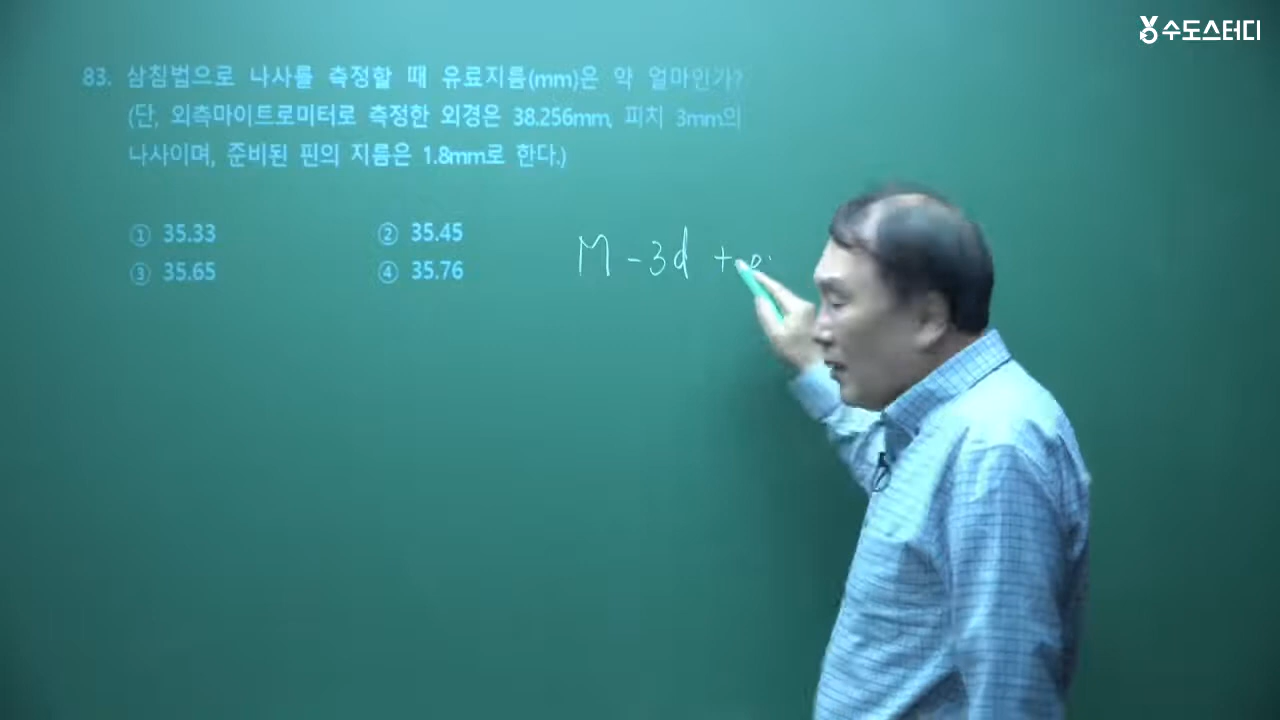 수도스터디
83. 삼침법으로 나사를 측정할 때 유료지름(mm)은 약 얼마인가?
(단, 외측마이트로미터로 측정한 외경은 38.256mm, 피치 3mm의
나사이며, 준비된 핀의 지름은 1.8mm로 한다.)
① 35.33 ② 35.45
③ 35.65 ④ 35.76
M - 3d + 0.